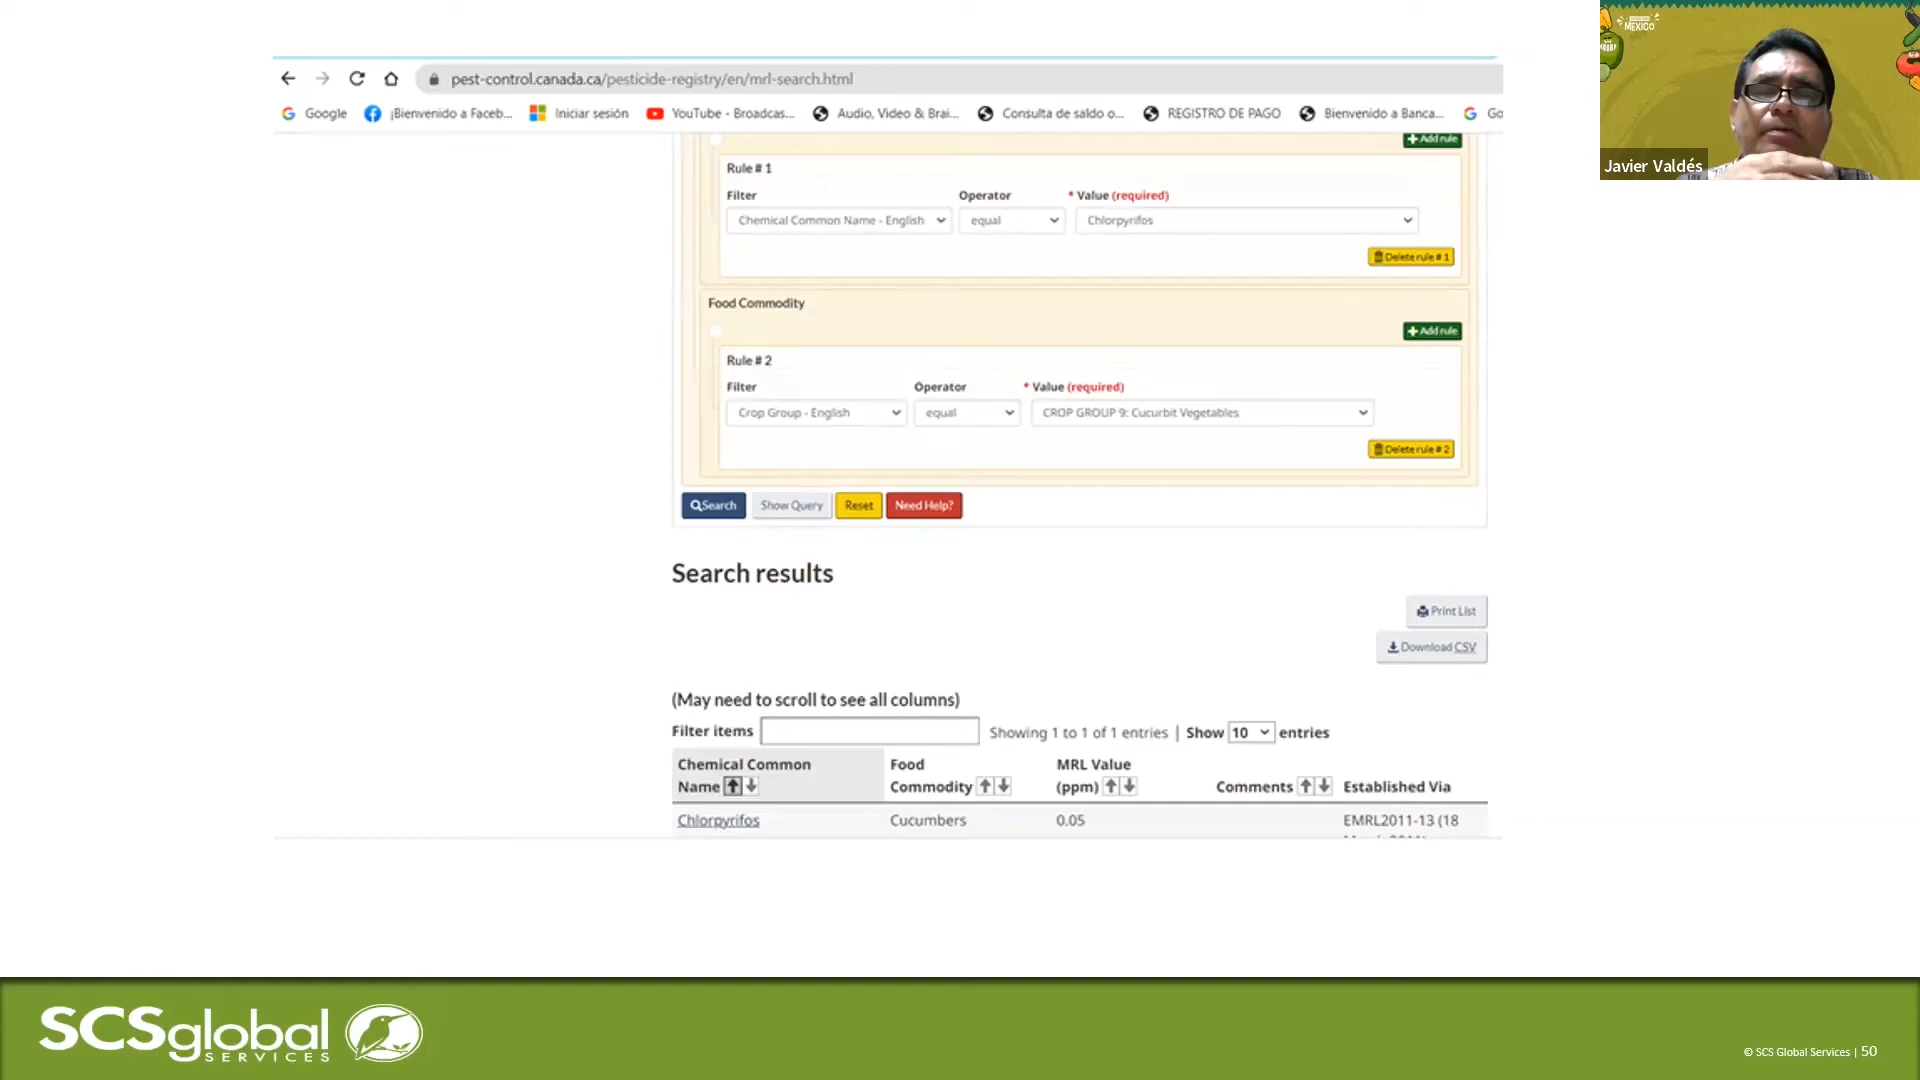 pest-control.canada.ca/pesticide-registry/en/mrl-search.html
Google
¡Bienvenido a Faceb...
Iniciar sesión
YouTube - Broadcas...
Audio, Video & Brai...
Consulta de saldo o...
REGISTRO DE PAGO
Bienvenido a Banca...
Go
MEXICO
Javier Valdés
Add rule
Rule # 1
Filter Operator * Value (required)
Chemical Common Name - English equal Chlorpyrifos
Delete rule # 1
Food Commodity
Add rule
Rule # 2
Filter Operator * Value (required)
Crop Group - English equal CROP GROUP 9: Cucurbit Vegetables
Delete rule # 2
Search Show Query Reset Need Help?
Search results
Print List
Download CSV
(May need to scroll to see all columns)
Filter items Showing 1 to 1 of 1 entries | Show 10 entries
Chemical Common Name
Food Commodity
MRL Value (ppm)
Comments
Established Via
Chlorpyrifos Cucumbers 0.05 EMRL2011-13 (18
SCSglobal
SERVICES
© SCS Global Services | 50